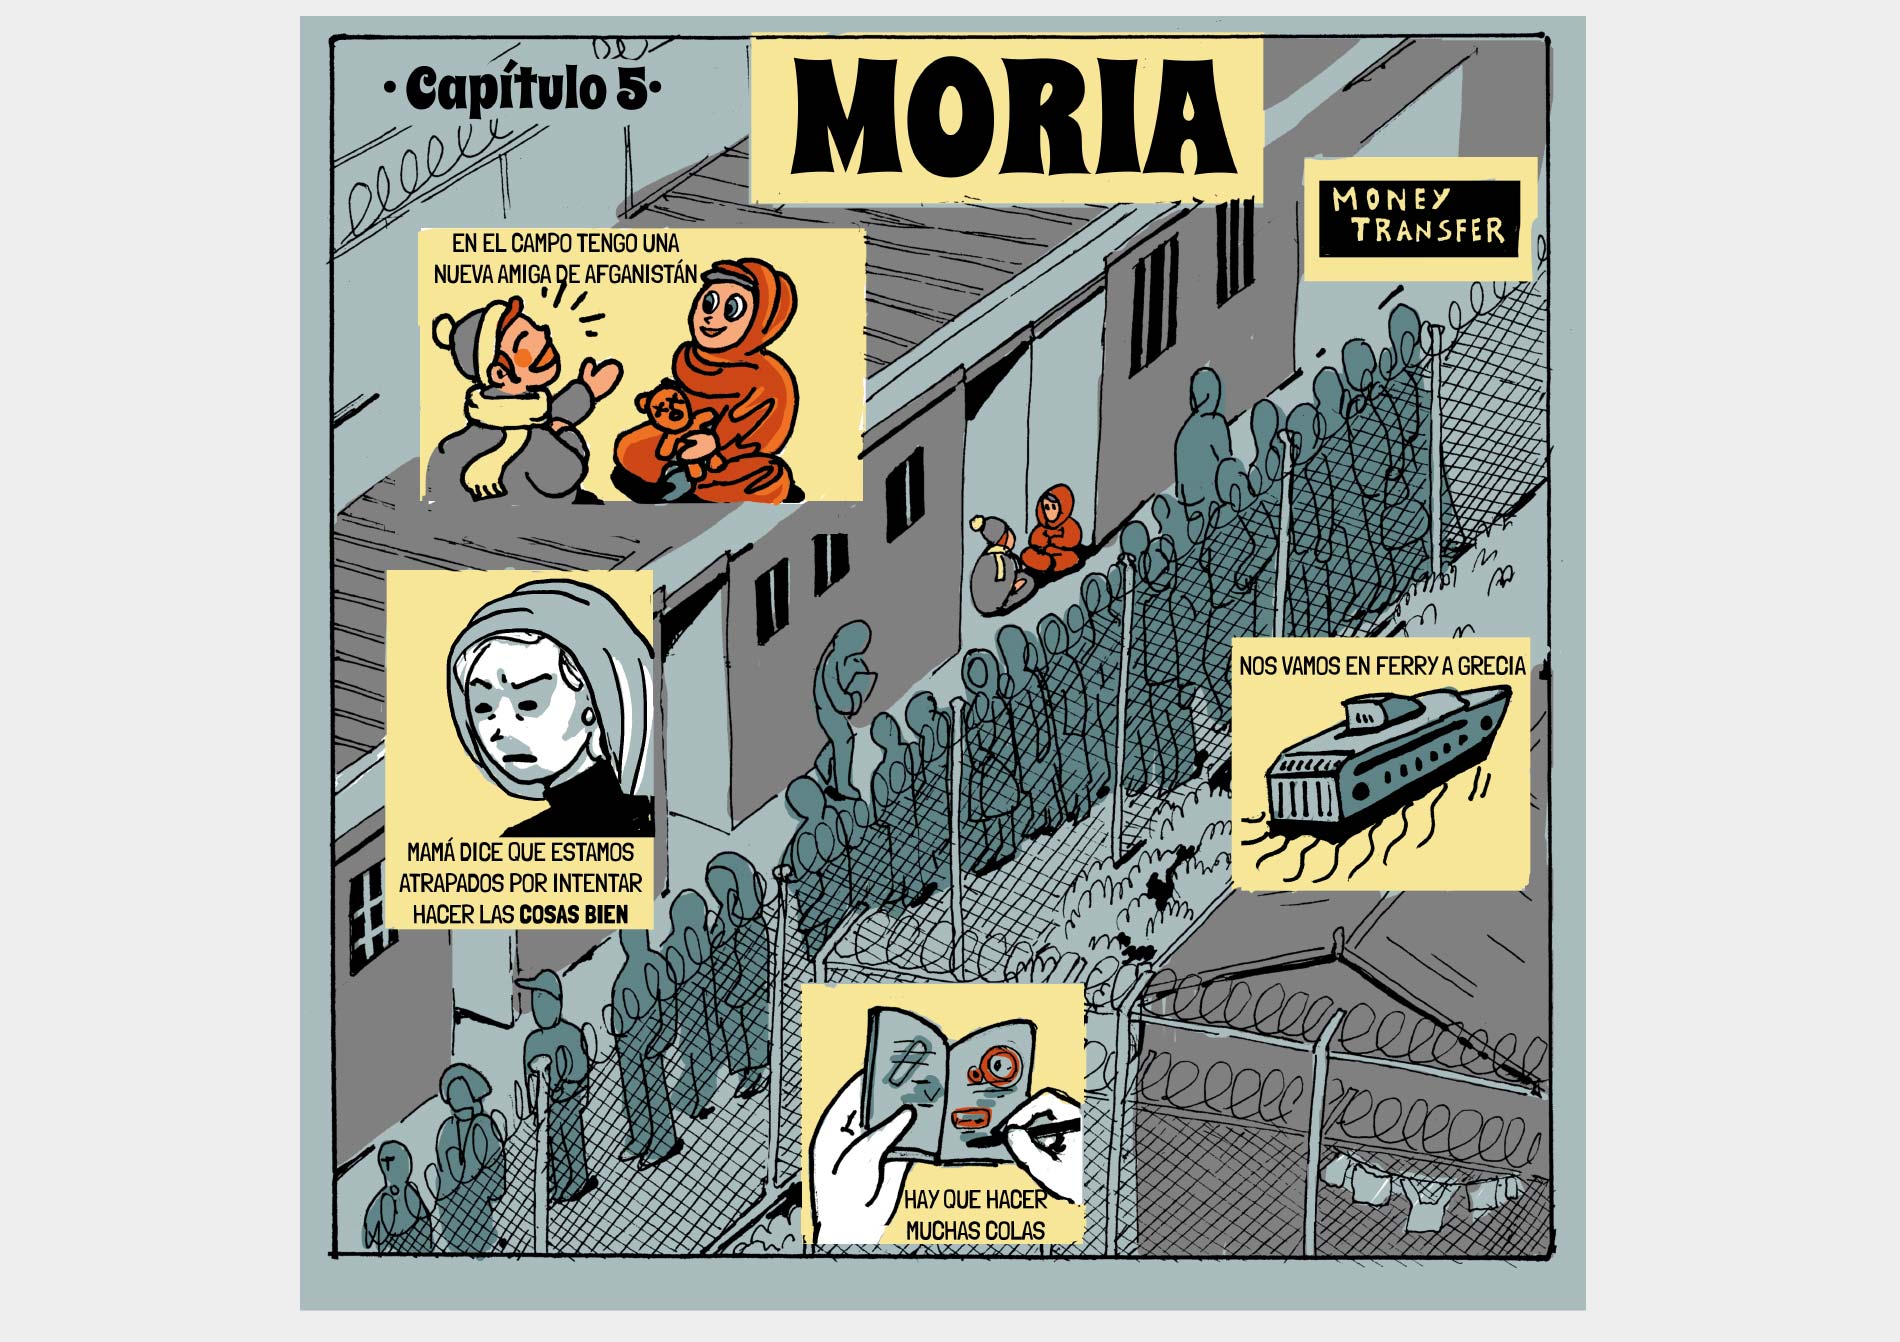 • Capítulo 5 •
MORIA
MONEY
TRANSFER
EN EL CAMPO TENGO UNA
NUEVA AMIGA DE AFGANISTÁN
MAMÁ DICE QUE ESTAMOS
ATRAPADOS POR INTENTAR
HACER LAS COSAS BIEN
NOS VAMOS EN FERRY A GRECIA
HAY QUE HACER
MUCHAS COLAS